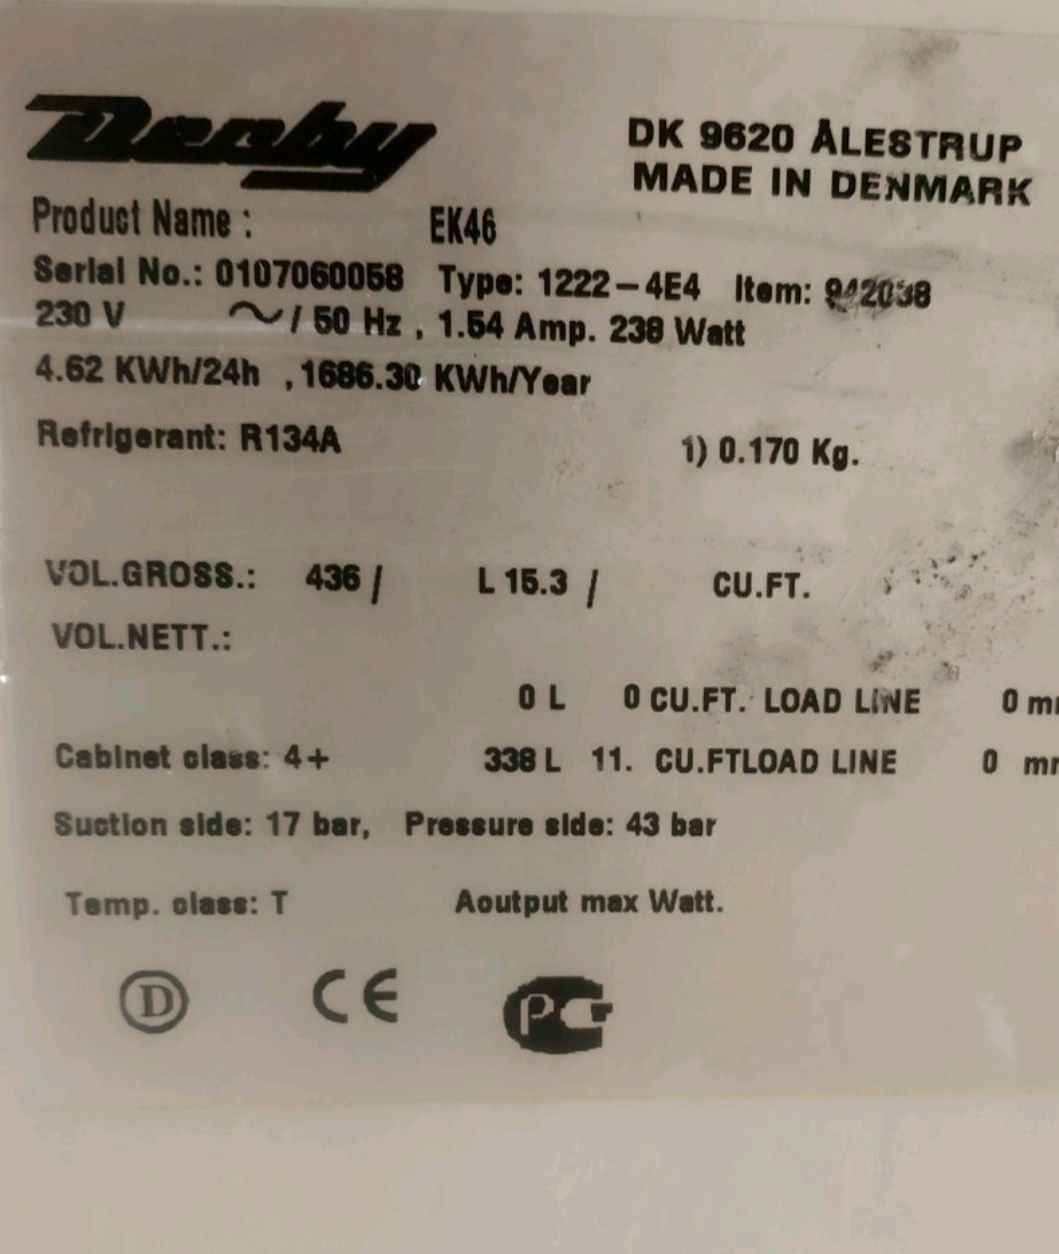 Derby
DK 9620 ÅLESTRUP
MADE IN DENMARK
Product Name : EK46
Serial No.: 0107060058 Type: 1222-4E4 Item: 942038
230 V ~/ 50 Hz , 1.54 Amp. 238 Watt
4.62 KWh/24h , 1686.30 KWh/Year
Refrigerant: R134A 1) 0.170 Kg.
VOL.GROSS.: 436 / L 15.3 / CU.FT.
VOL.NETT.:
0 L 0 CU.FT. LOAD LINE 0
Cabinet class: 4+ 338 L 11. CU.FTLOAD LINE 0
Suction side: 17 bar, Pressure side: 43 bar
Temp. class: T Aoutput max Watt.
D CE PG